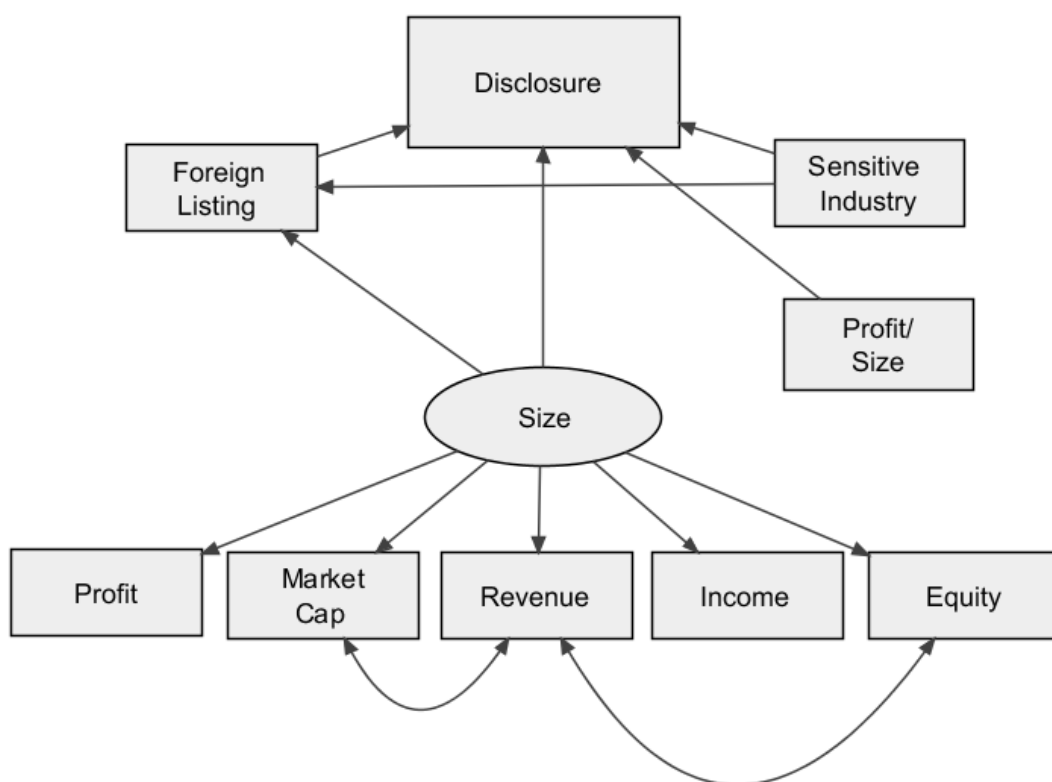 Disclosure
Foreign
Listing
Sensitive
Industry
Profit/
Size
Size
Profit
Market
Cap
Revenue
Income
Equity